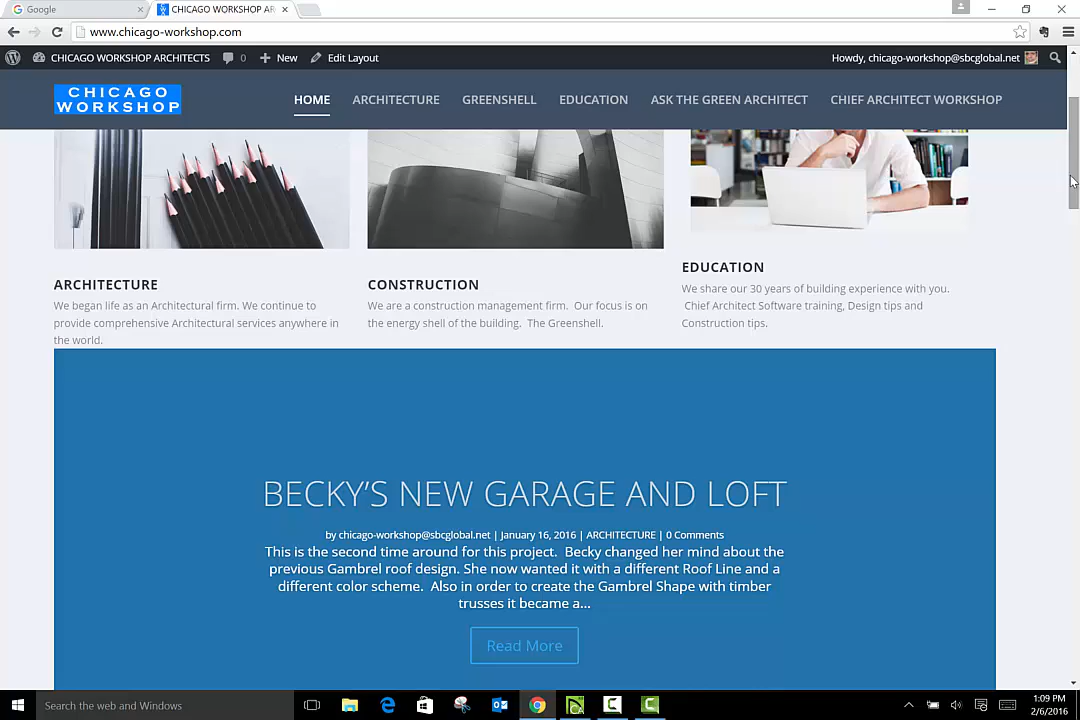 Google
CHICAGO WORKSHOP AR
www.chicago-workshop.com
CHICAGO WORKSHOP ARCHITECTS
0
New
Edit Layout
Howdy, chicago-workshop@sbcglobal.net
CHICAGO
WORKSHOP
HOME
ARCHITECTURE
GREENSHELL
EDUCATION
ASK THE GREEN ARCHITECT
CHIEF ARCHITECT WORKSHOP
ARCHITECTURE
We began life as an Architectural firm. We continue to
provide comprehensive Architectural services anywhere in
the world.
CONSTRUCTION
We are a construction management firm. Our focus is on
the energy shell of the building. The Greenshell.
EDUCATION
We share our 30 years of building experience with you.
Chief Architect Software training, Design tips and
Construction tips.
BECKY'S NEW GARAGE AND LOFT
by chicago-workshop@sbcglobal.net | January 16, 2016 | ARCHITECTURE | 0 Comments
This is the second time around for this project. Becky changed her mind about the
previous Gambrel roof design. She now wanted it with a different Roof Line and a
different color scheme. Also in order to create the Gambrel Shape with timber
trusses it became a...
Read More
Search the web and Windows
1:09 PM
2/6/2016